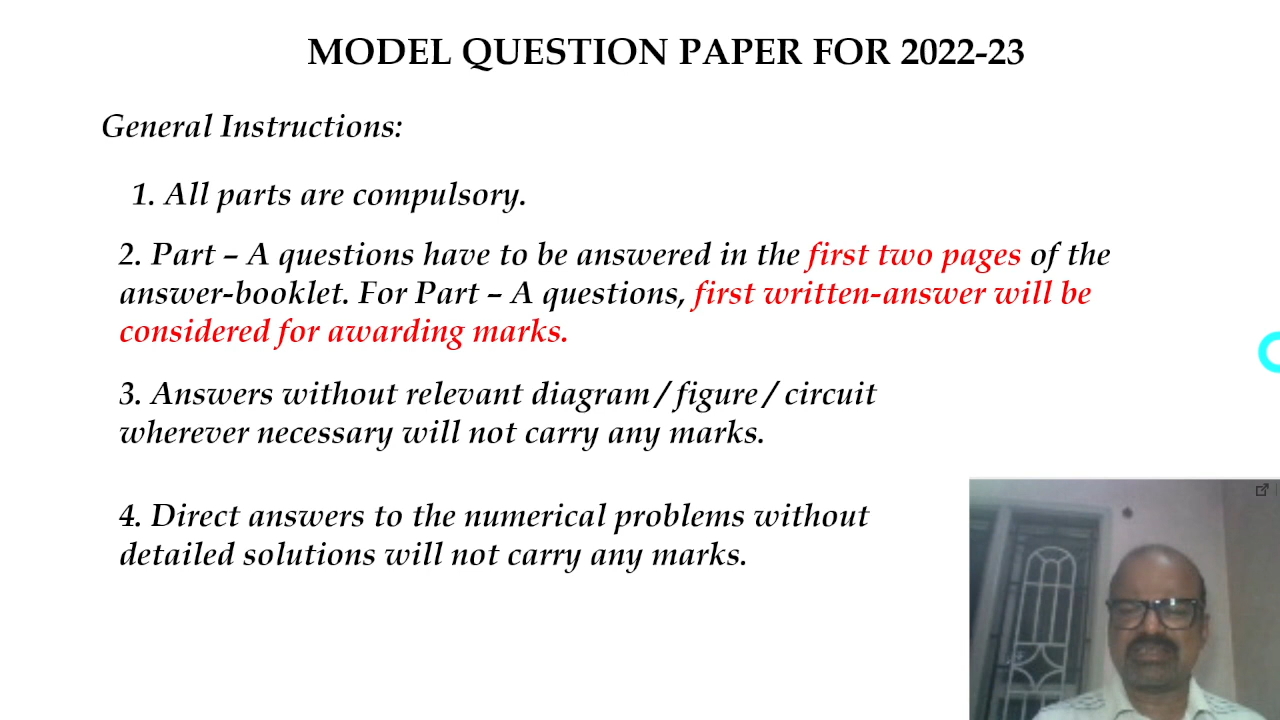 MODEL QUESTION PAPER FOR 2022-23
General Instructions:
1. All parts are compulsory.
2. Part – A questions have to be answered in the first two pages of the
answer-booklet. For Part – A questions, first written-answer will be
considered for awarding marks.
3. Answers without relevant diagram / figure / circuit
wherever necessary will not carry any marks.
4. Direct answers to the numerical problems without
detailed solutions will not carry any marks.